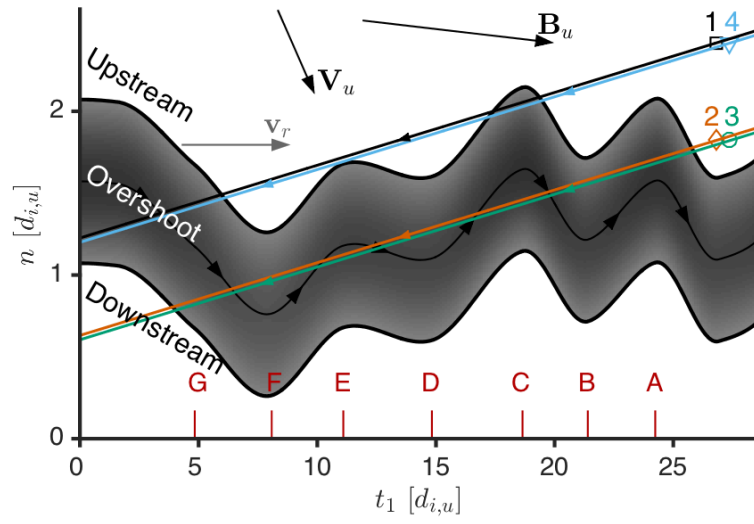 1 4
B_u
V_u
Upstream
2
v_r
2 3
n [d_{i,u}]
Overshoot
1
Downstream
G F E D C B A
0
0 5 10 15 20 25
t_1 [d_{i,u}]